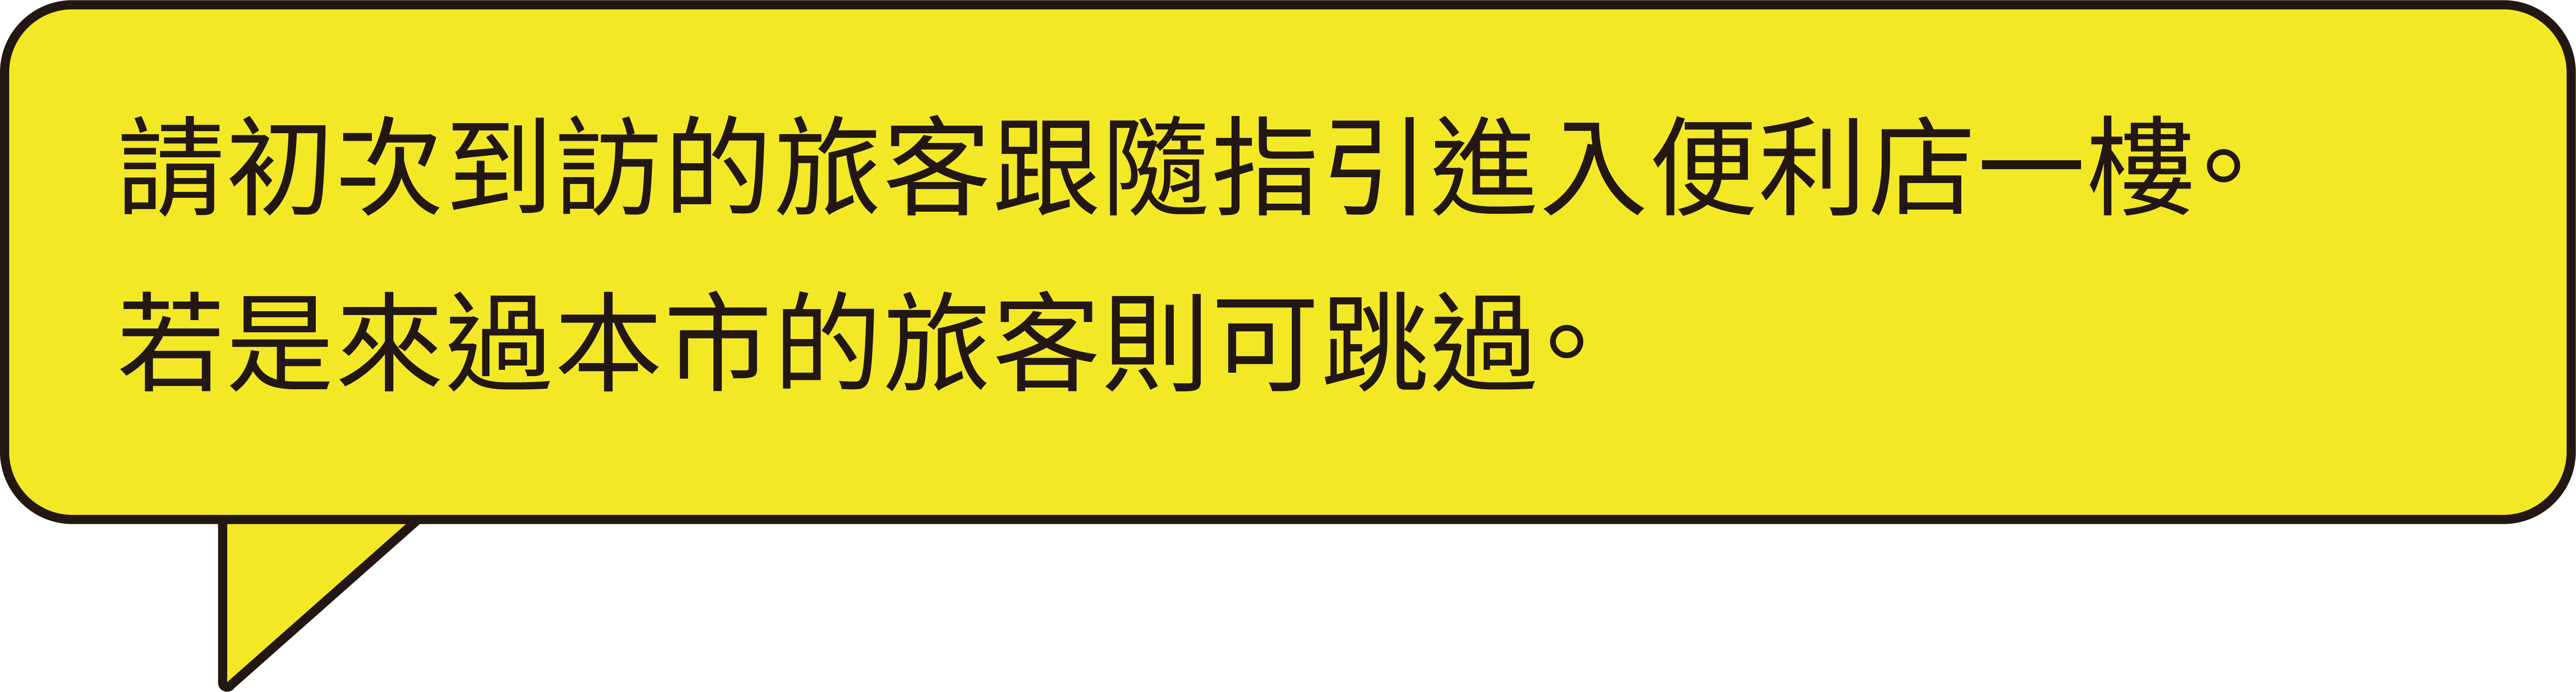 請初次到訪的旅客跟隨指引進入便利店一樓。
若是來過本市的旅客則可跳過。